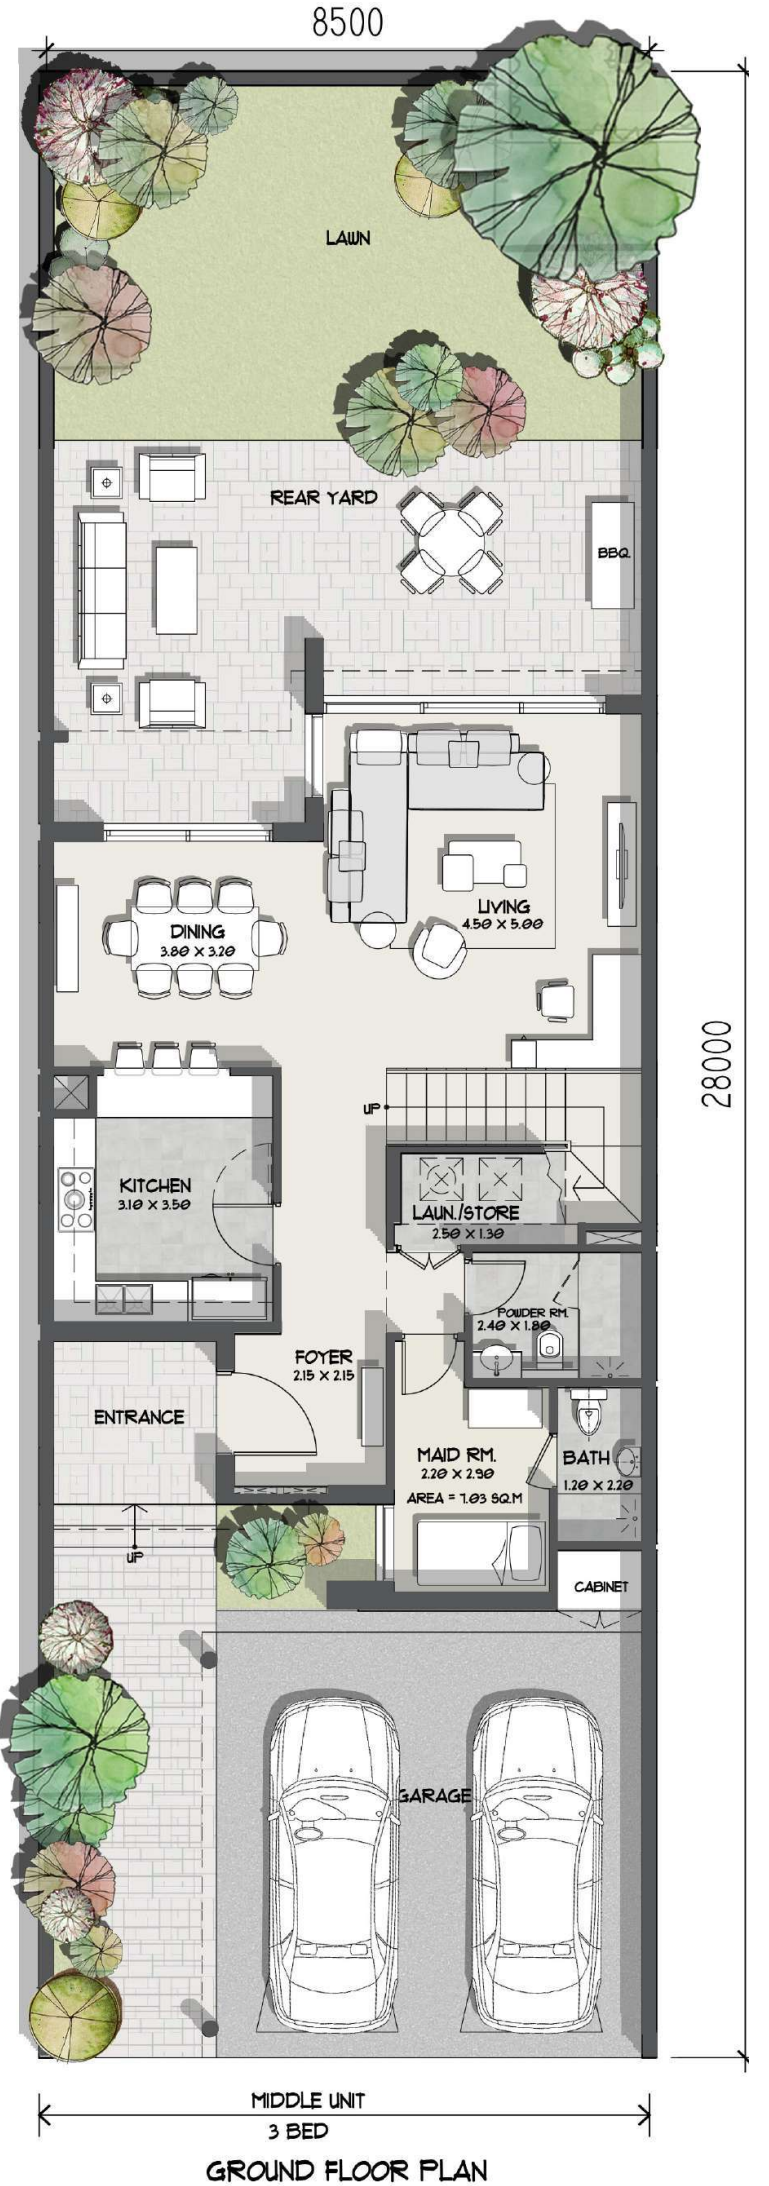 8500
LAWN
REAR YARD
BBQ
LIVING
4.50 X 5.00
DINING
3.80 X 3.20
28000
UP
KITCHEN
3.10 X 3.50
LAUN./STORE
2.50 X 1.30
POWDER RM.
2.40 X 1.80
FOYER
2.15 X 2.15
ENTRANCE
MAID RM.
2.20 X 2.90
AREA = 7.03 SQ.M
BATH
1.20 X 2.20
UP
CABINET
GARAGE
MIDDLE UNIT
3 BED
GROUND FLOOR PLAN